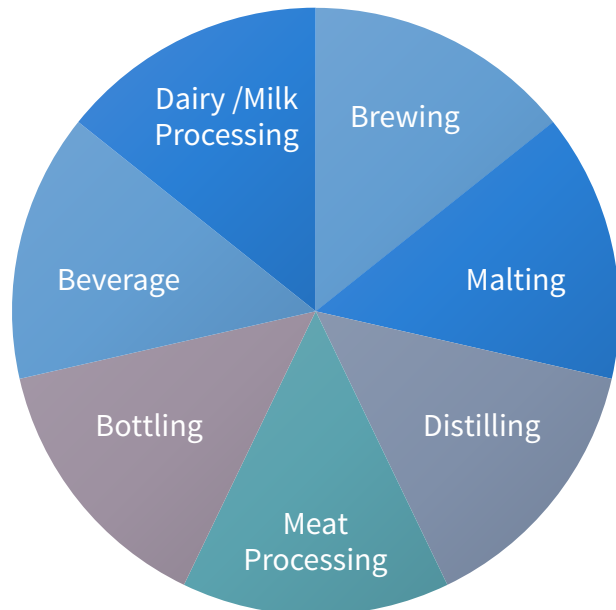 Dairy /Milk
Processing
Brewing
Beverage
Malting
Bottling
Distilling
Meat
Processing